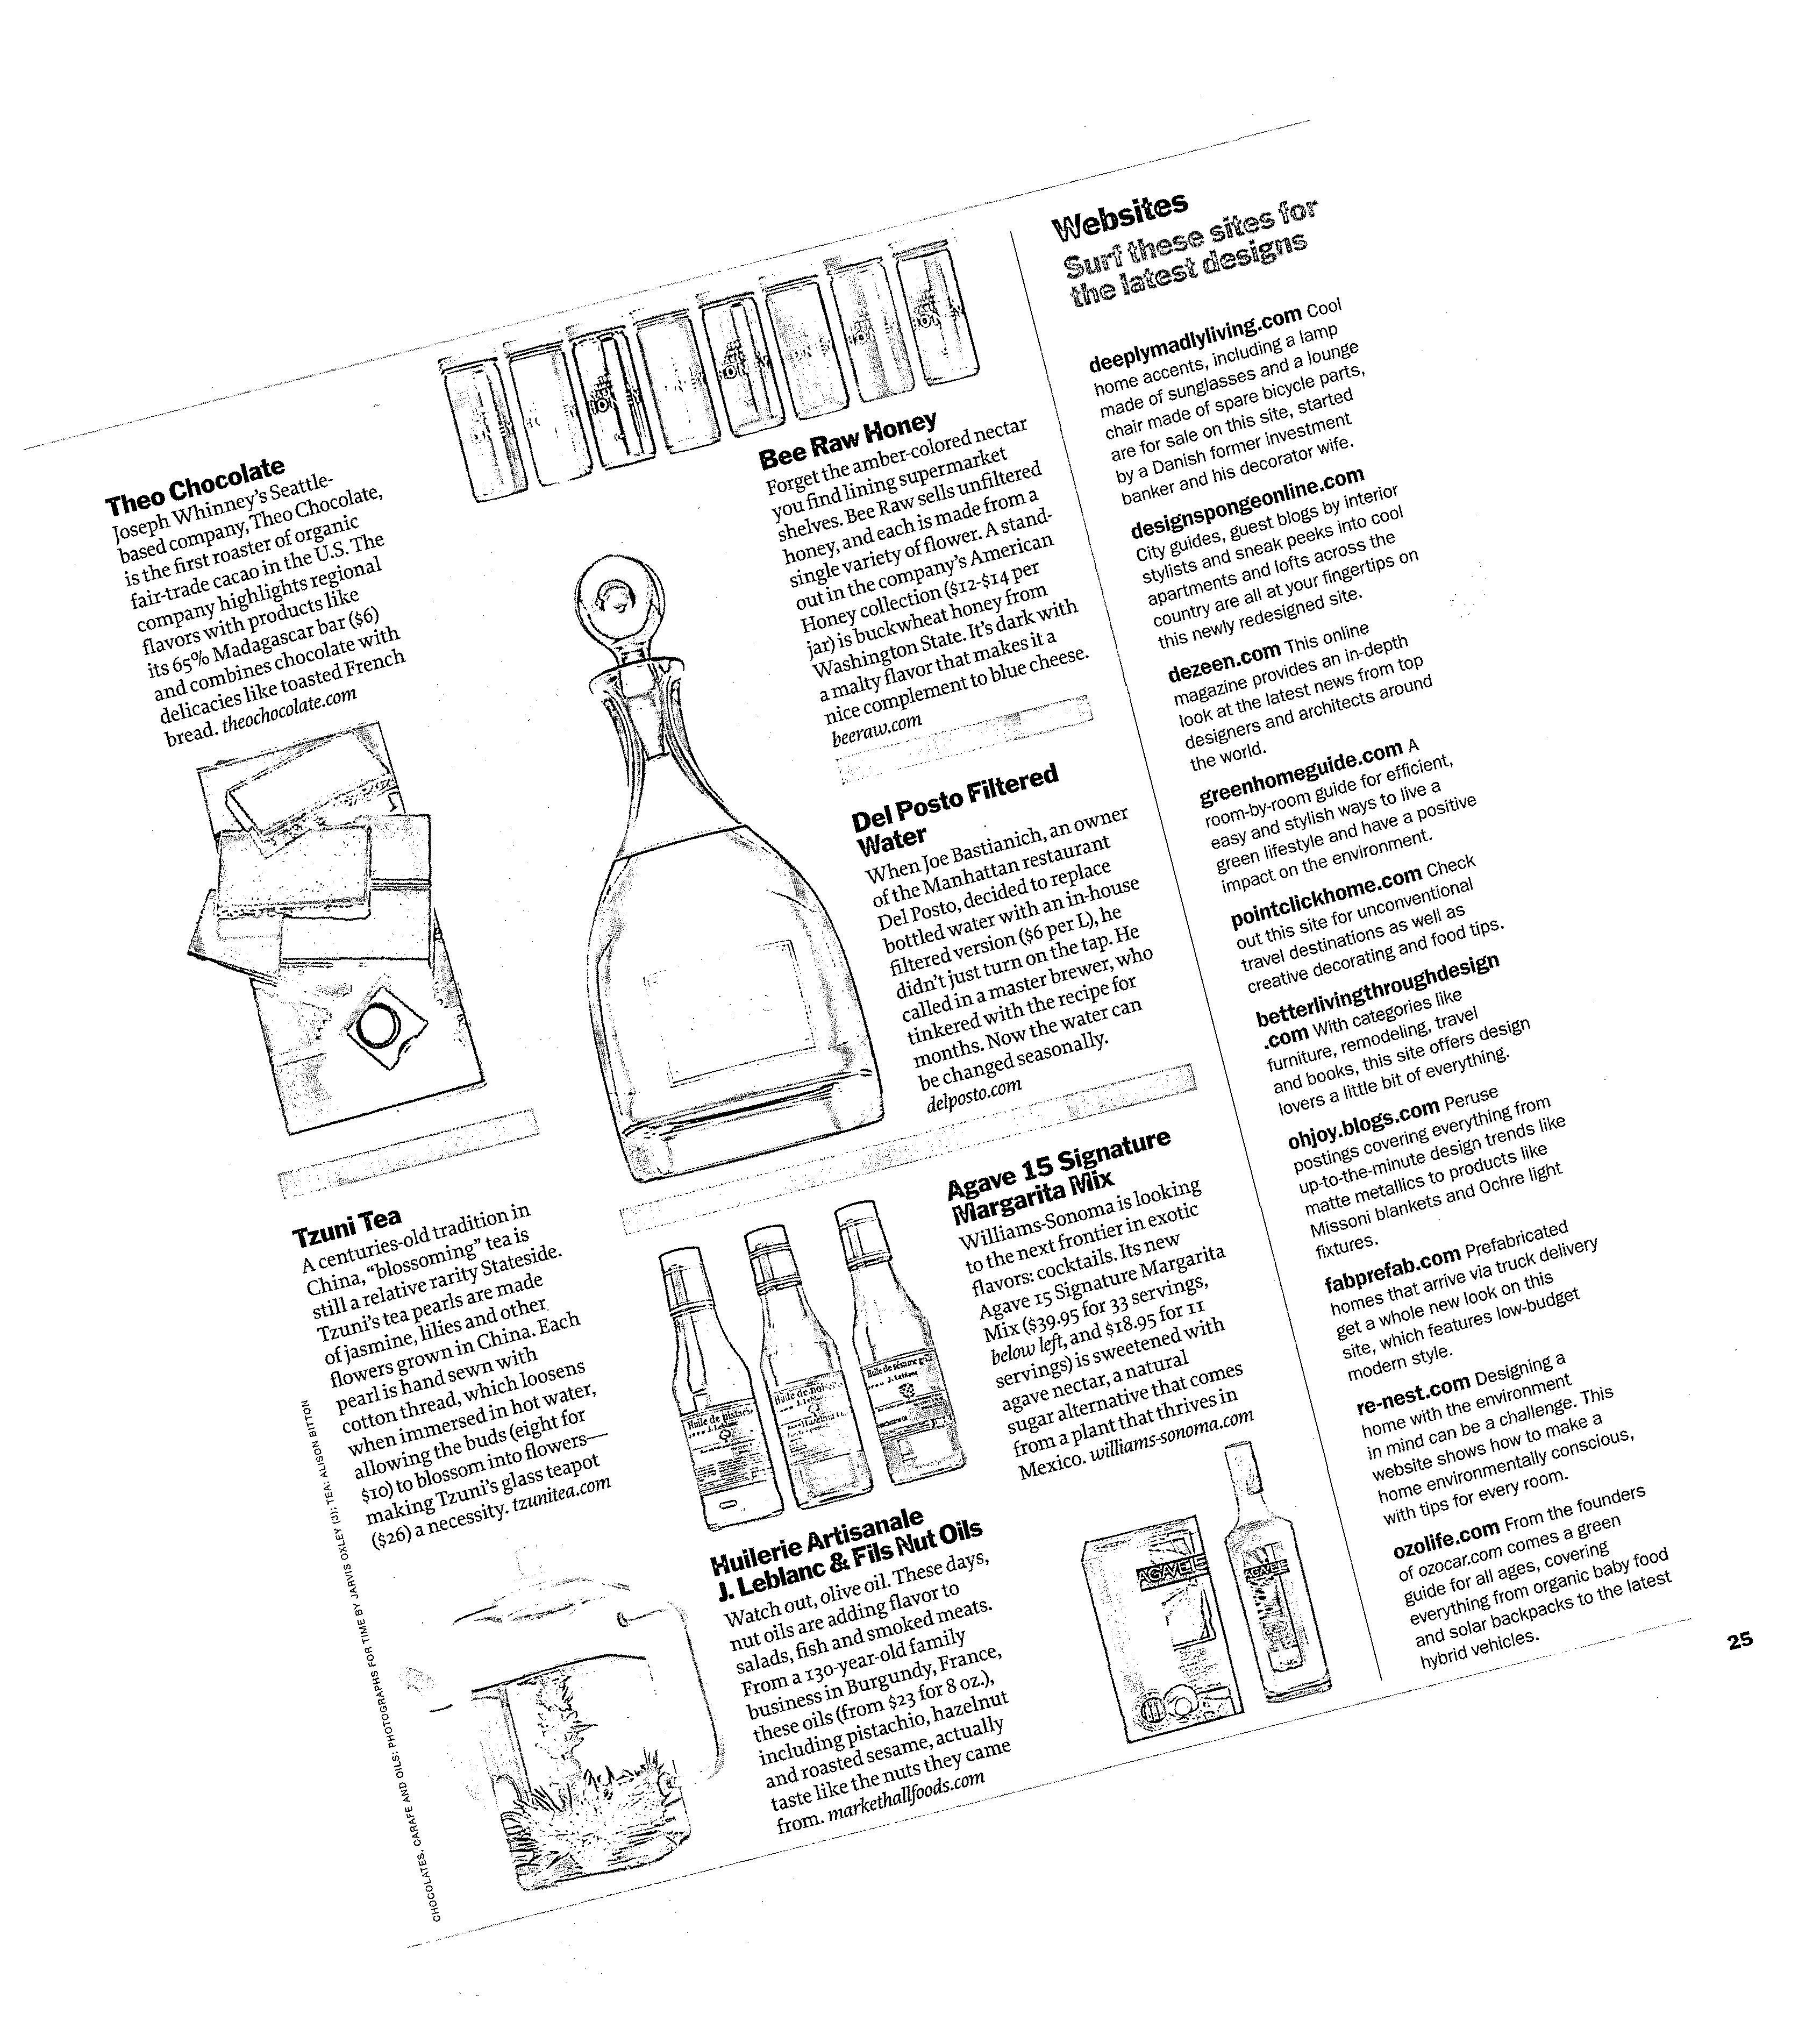 Theo Chocolate
Joseph Whinney's Seattle-
based company, Theo Chocolate,
is the first roaster of organic
fair-trade cacao in the U.S. The
company highlights regional
flavors with products like
its 65% Madagascar bar ($6)
and combines chocolate with
delicacies like toasted French
bread. theochocolate.com
Tzuni Tea
A centuries-old tradition in
China, "blossoming" tea is
still a relative rarity Stateside.
Tzuni's tea pearls are made
of jasmine, lilies and other
flowers grown in China. Each
pearl is hand sewn with
cotton thread, which loosens
when immersed in hot water,
allowing the buds (eight for
$10) to blossom into flowers—
making Tzuni's glass teapot
($26) a necessity. tzunitea.com
CHOCOLATES, CARAFE AND OILS: PHOTOGRAPHS FOR TIME BY JARVIS OXLEY (3); TEA: ALISON BITTON
Bee Raw Honey
Forget the amber-colored nectar
you find lining supermarket
shelves. Bee Raw sells unfiltered
honey, and each is made from a
single variety of flower. A stand-
out in the company's American
Honey collection ($12-$14 per
jar) is buckwheat honey from
Washington State. It's dark with
a malty flavor that makes it a
nice complement to blue cheese.
beeraw.com
Del Posto Filtered
Water
When Joe Bastianich, an owner
of the Manhattan restaurant
Del Posto, decided to replace
bottled water with an in-house
filtered version ($6 per L), he
didn't just turn on the tap. He
called in a master brewer, who
tinkered with the recipe for
months. Now the water can
be changed seasonally.
delposto.com
Agave 15 Signature
Margarita Mix
Williams-Sonoma is looking
to the next frontier in exotic
flavors: cocktails. Its new
Agave 15 Signature Margarita
Mix ($39.95 for 33 servings,
below left, and $18.95 for 11
servings) is sweetened with
agave nectar, a natural
sugar alternative that comes
from a plant that thrives in
Mexico. williams-sonoma.com
Huile de pistache
J. Leblanc
Huile de
Huile de sésame
J. Leblanc
Huilerie Artisanale
J. Leblanc & Fils Nut Oils
Watch out, olive oil. These days,
nut oils are adding flavor to
salads, fish and smoked meats.
From a 130-year-old family
business in Burgundy, France,
these oils (from $23 for 8 oz.),
including pistachio, hazelnut
and roasted sesame, actually
taste like the nuts they came
from. markethallfoods.com
Websites
Surf these sites for
the latest designs
deeplymadlyliving.com Cool
home accents, including a lamp
made of sunglasses and a lounge
chair made of spare bicycle parts,
are for sale on this site, started
by a Danish former investment
banker and his decorator wife.
designspongeonline.com
City guides, guest blogs by interior
stylists and sneak peeks into cool
apartments and lofts across the
country are all at your fingertips on
this newly redesigned site.
dezeen.com This online
magazine provides an in-depth
look at the latest news from top
designers and architects around
the world.
greenhomeguide.com A
room-by-room guide for efficient,
easy and stylish ways to live a
green lifestyle and have a positive
impact on the environment.
pointclickhome.com Check
out this site for unconventional
travel destinations as well as
creative decorating and food tips.
betterlivingthroughdesign
.com With categories like
furniture, remodeling, travel
and books, this site offers design
lovers a little bit of everything.
ohjoy.blogs.com Peruse
postings covering everything from
up-to-the-minute design trends like
matte metallics to products like
Missoni blankets and Ochre light
fixtures.
fabprefab.com Prefabricated
homes that arrive via truck delivery
get a whole new look on this
site, which features low-budget
modern style.
re-nest.com Designing a
home with the environment
in mind can be a challenge. This
website shows how to make a
home environmentally conscious,
with tips for every room.
ozolife.com From the founders
of ozocar.com comes a green
guide for all ages, covering
everything from organic baby food
and solar backpacks to the latest
hybrid vehicles.
25